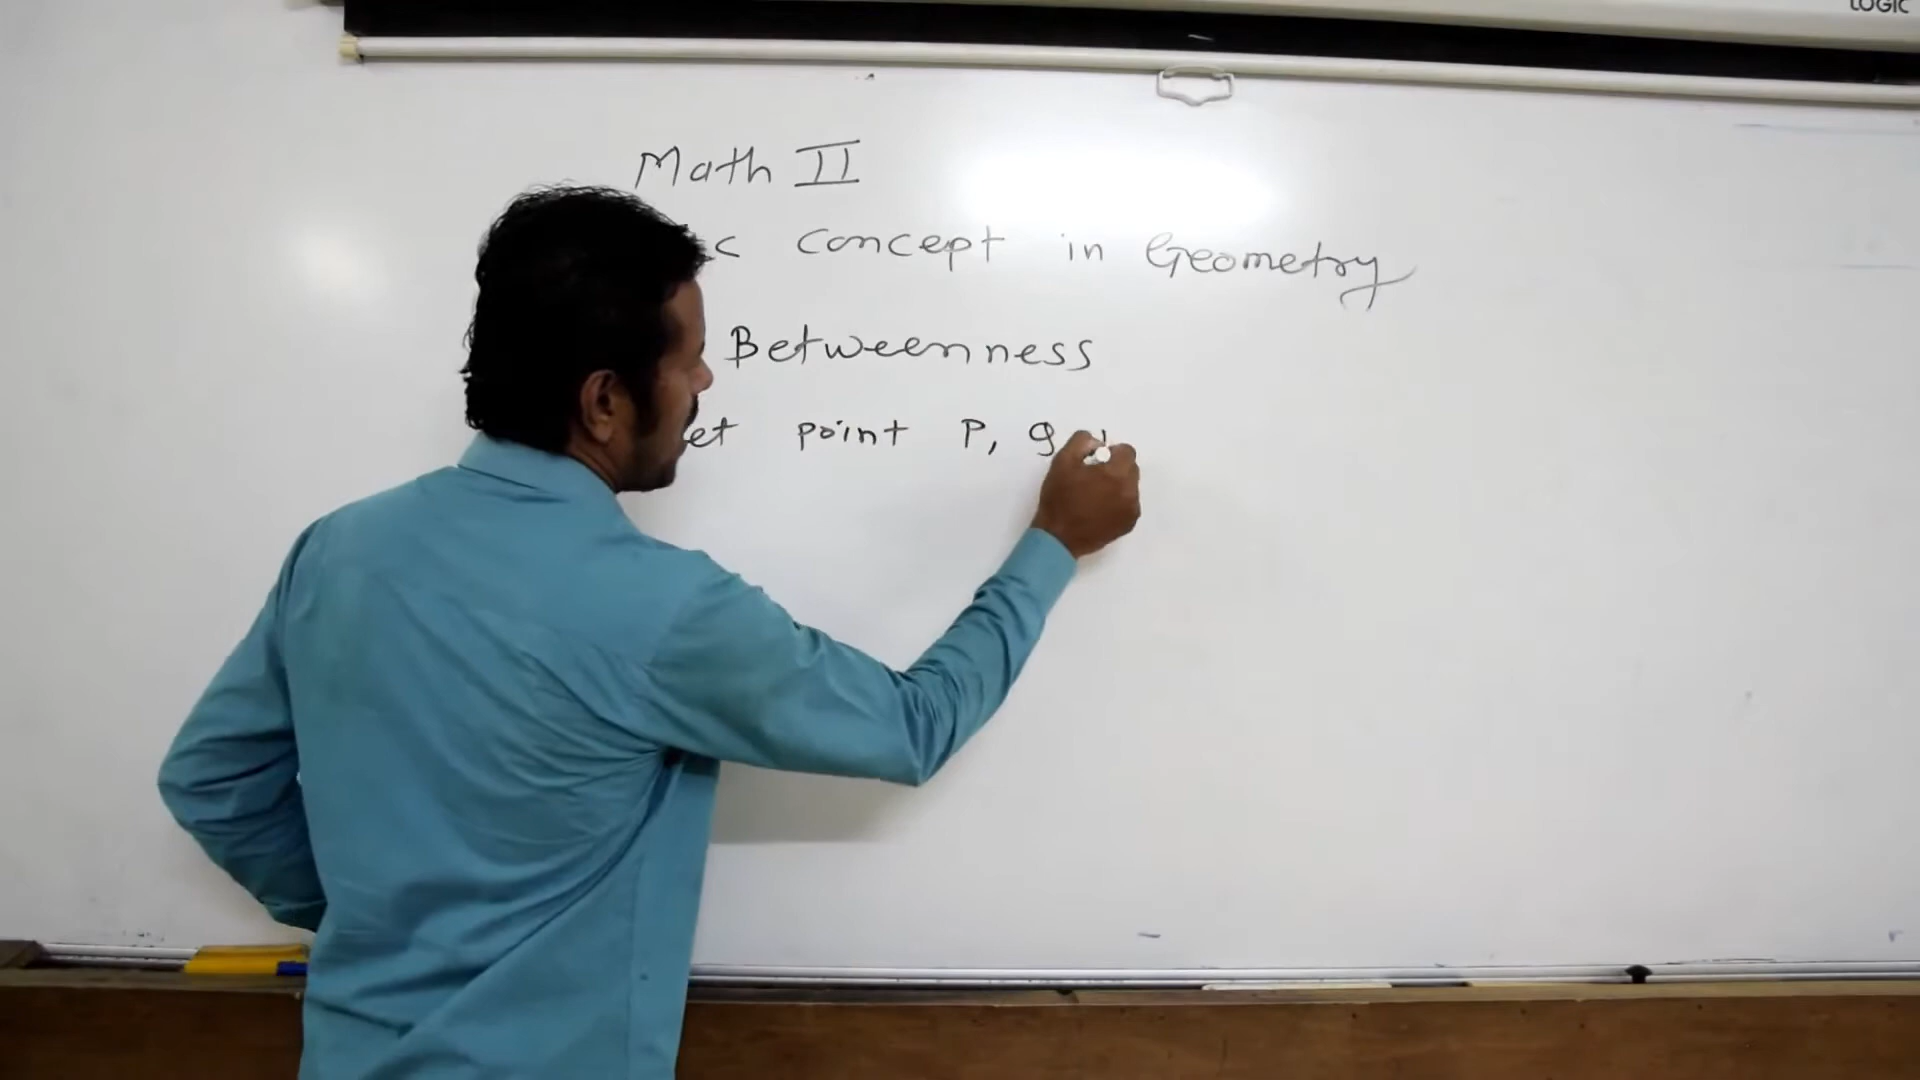 LOGIC
Math II
c concept in Geometry
Betweenness
et point P, Q